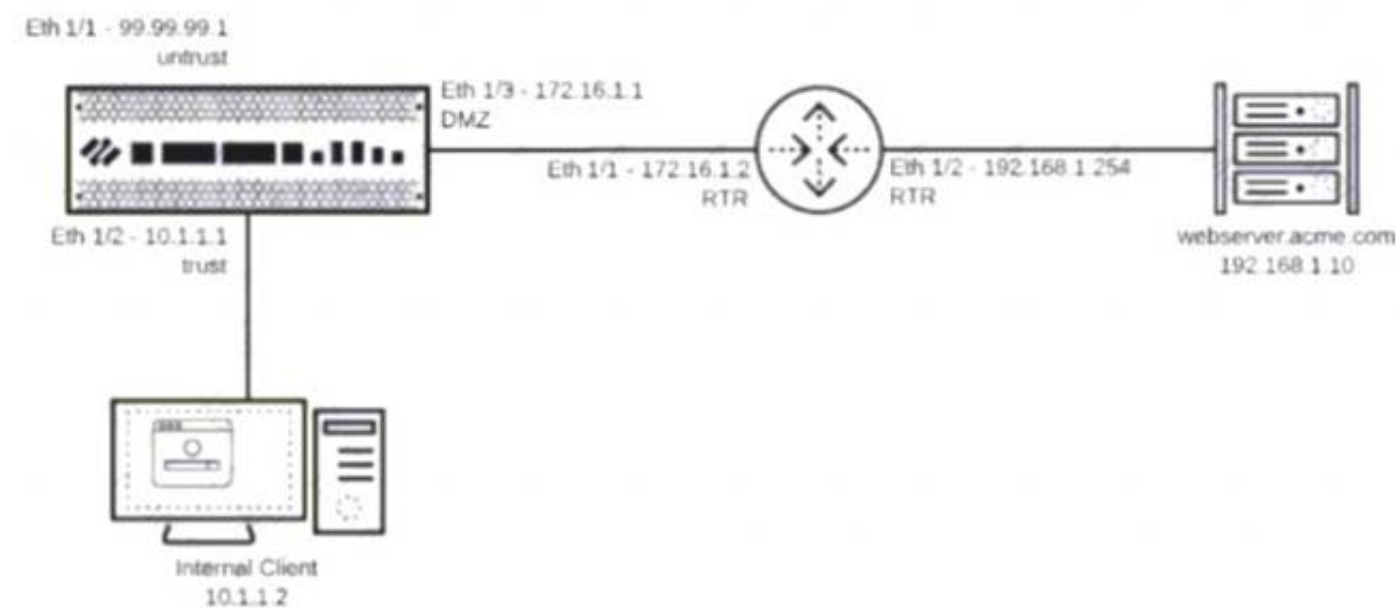 Eth 1/1 - 99.99.99.1
untrust
Eth 1/3 - 172.16.1.1
DMZ
Eth 1/1 - 172.16.1.2
RTR
Eth 1/2 - 192.168.1.254
RTR
webserver.acme.com
192.168.1.10
Eth 1/2 - 10.1.1.1
trust
Internal Client
10.1.1.2